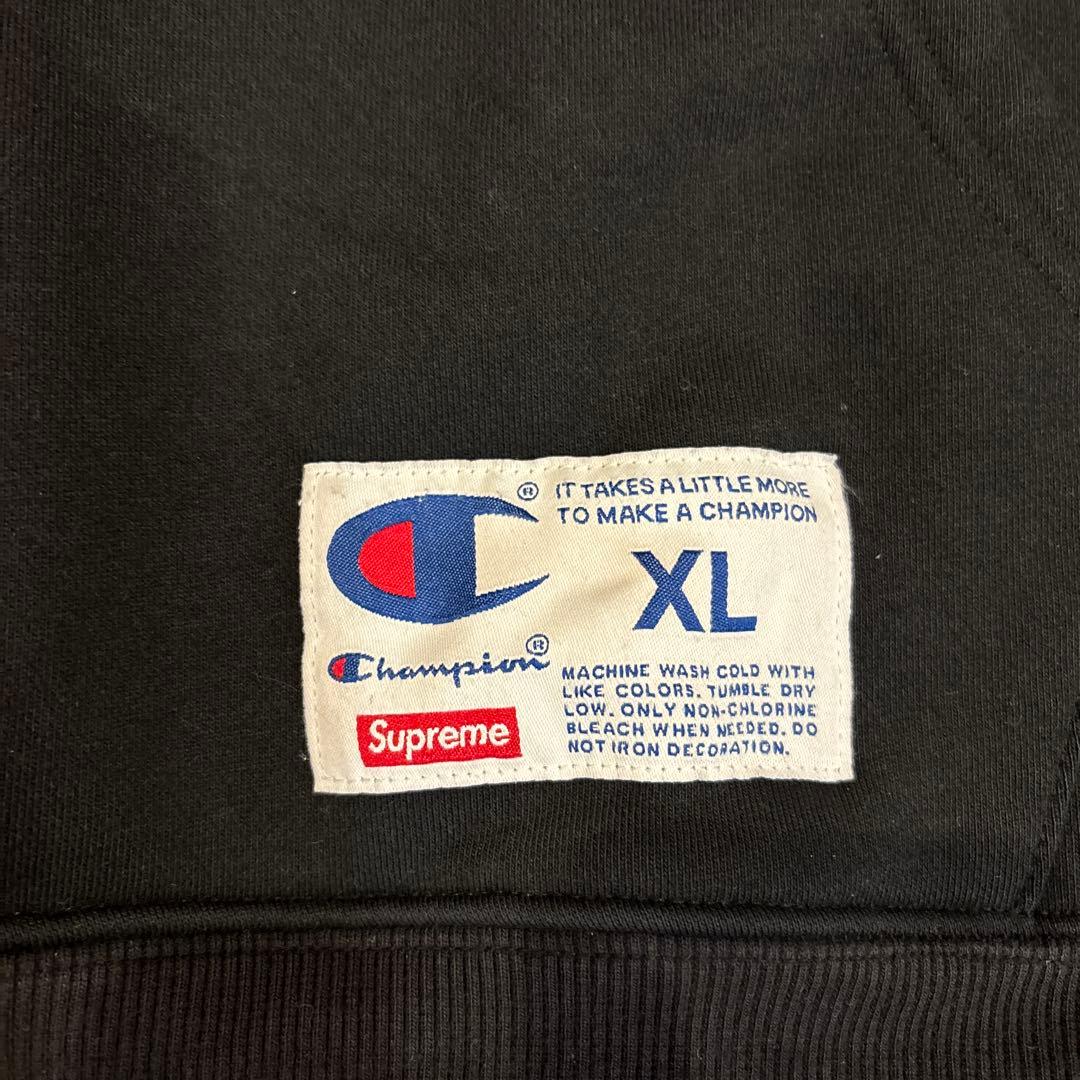 ®
IT TAKES A LITTLE MORE
TO MAKE A CHAMPION
XL
Champion®
Supreme
MACHINE WASH COLD WITH
LIKE COLORS. TUMBLE DRY
LOW. ONLY NON-CHLORINE
BLEACH WHEN NEEDED. DO
NOT IRON DECORATION.